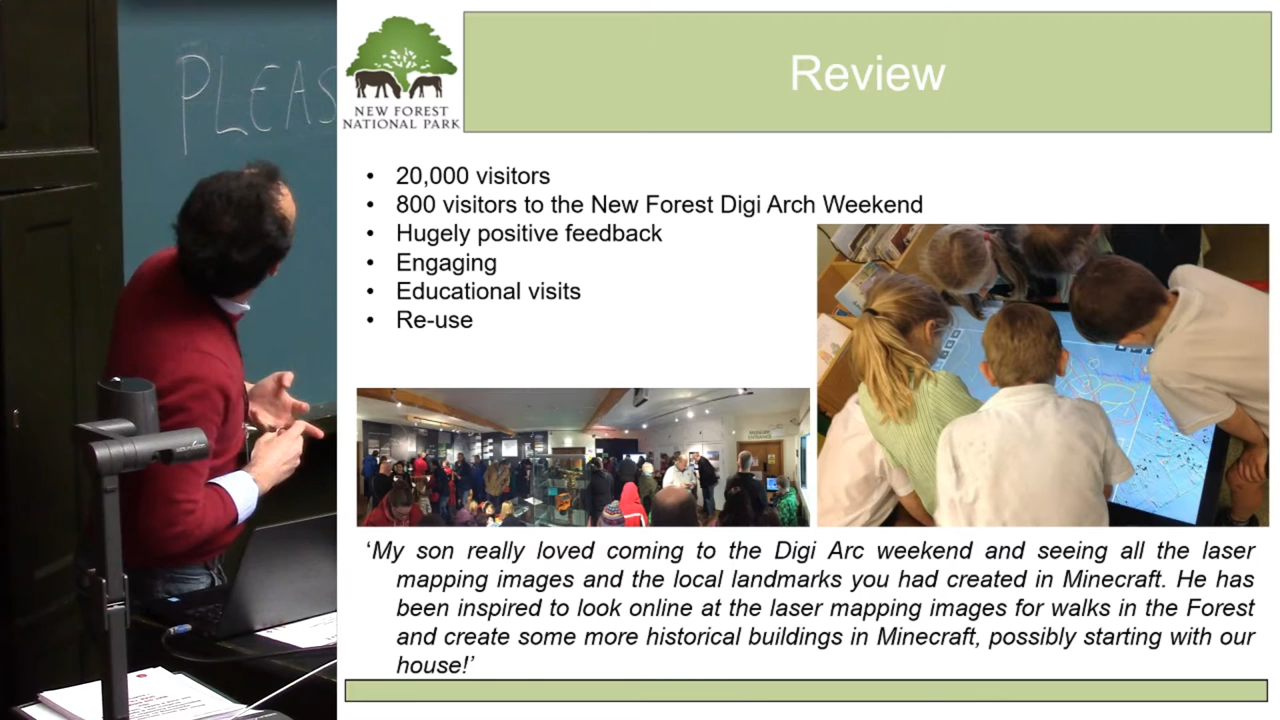 PLEAS
NEW FOREST
NATIONAL PARK
Review
• 20,000 visitors
• 800 visitors to the New Forest Digi Arch Weekend
• Hugely positive feedback
• Engaging
• Educational visits
• Re-use
‘My son really loved coming to the Digi Arc weekend and seeing all the laser
mapping images and the local landmarks you had created in Minecraft. He has
been inspired to look online at the laser mapping images for walks in the Forest
and create some more historical buildings in Minecraft, possibly starting with our
house!’